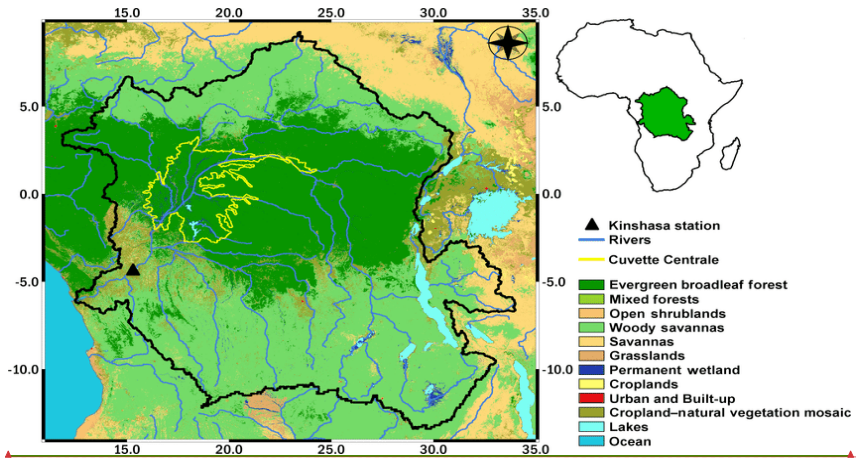 15.0 20.0 25.0 30.0 35.0
5.0 5.0
0.0 0.0
-5.0 -5.0
-10.0 -10.0
15.0 20.0 25.0 30.0 35.0
Kinshasa station
Rivers
Cuvette Centrale
Evergreen broadleaf forest
Mixed forests
Open shrublands
Woody savannas
Savannas
Grasslands
Permanent wetland
Croplands
Urban and Built-up
Cropland–natural vegetation mosaic
Lakes
Ocean